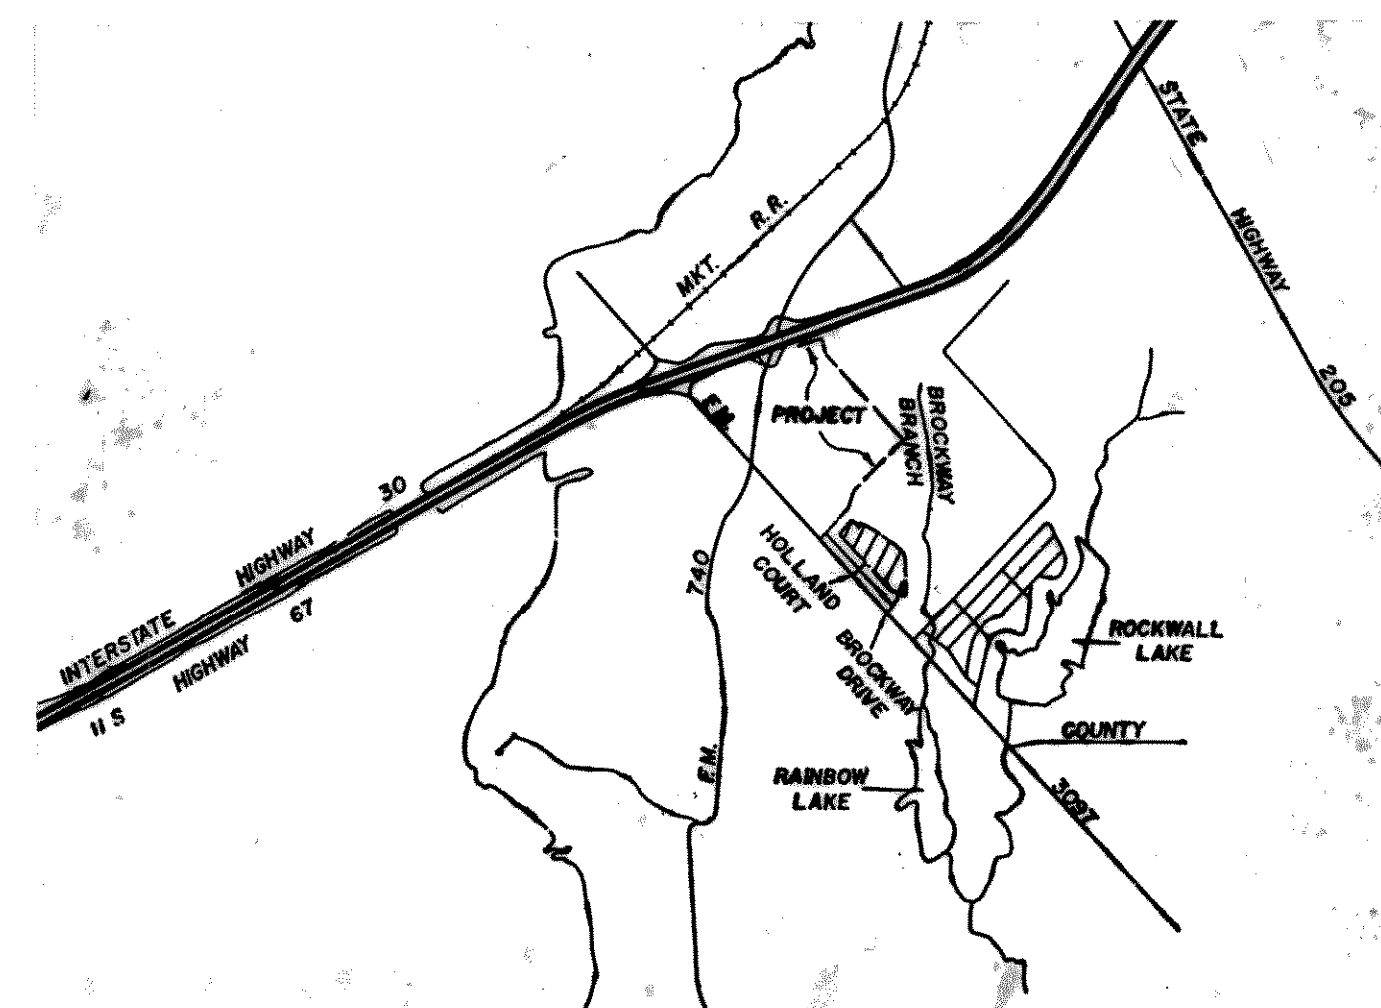 STATE
HIGHWAY
205
MKT.
R.R.
F.M.
PROJECT
BROCKWAY
BRANCH
30
INTERSTATE
HIGHWAY
67
U S
HIGHWAY
740
F.M.
HOLLAND
COURT
BROCKWAY
DRIVE
ROCKWALL
LAKE
COUNTY
RAINBOW
LAKE
3097